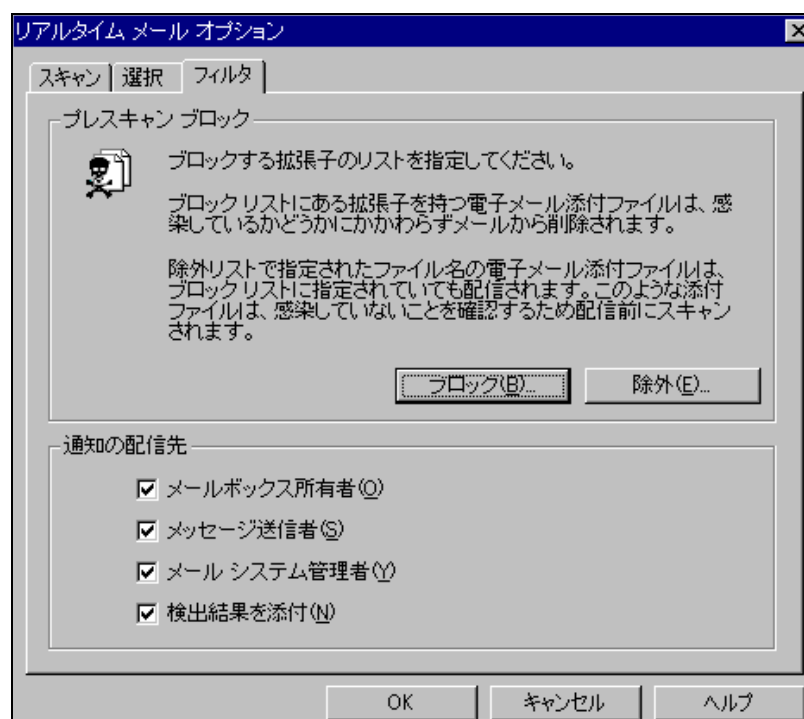 リアルタイム メール オプション
スキャン 選択 フィルタ
プレスキャン ブロック
ブロックする拡張子のリストを指定してください。
ブロック リストにある拡張子を持つ電子メール添付ファイルは、感
染しているかどうかにかかわらずメールから削除されます。
除外リストで指定されたファイル名の電子メール添付ファイルは、
ブロック リストに指定されていても配信されます。このような添付
ファイルは、感染していないことを確認するため配信前にスキャン
されます。
ブロック(B)... 除外(E)...
通知の配信先
メールボックス所有者(O)
メッセージ送信者(S)
メール システム管理者(Y)
検出結果を添付(N)
OK キャンセル ヘルプ